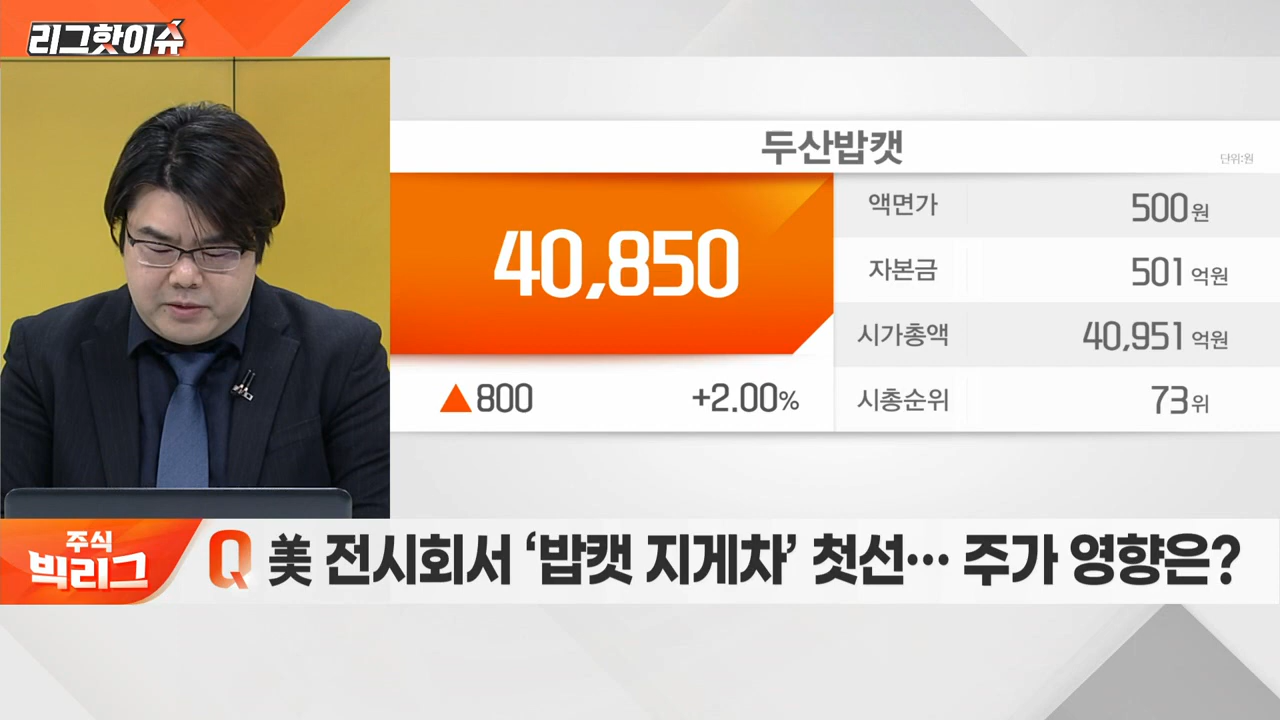 리그핫이슈
두산밥캣
단위:원
40,850
▲800 +2.00%
액면가 500원
자본금 501억원
시가총액 40,951억원
시총순위 73위
주식
빅리그
Q 美 전시회서 ‘밥캣 지게차’ 첫선… 주가 영향은?